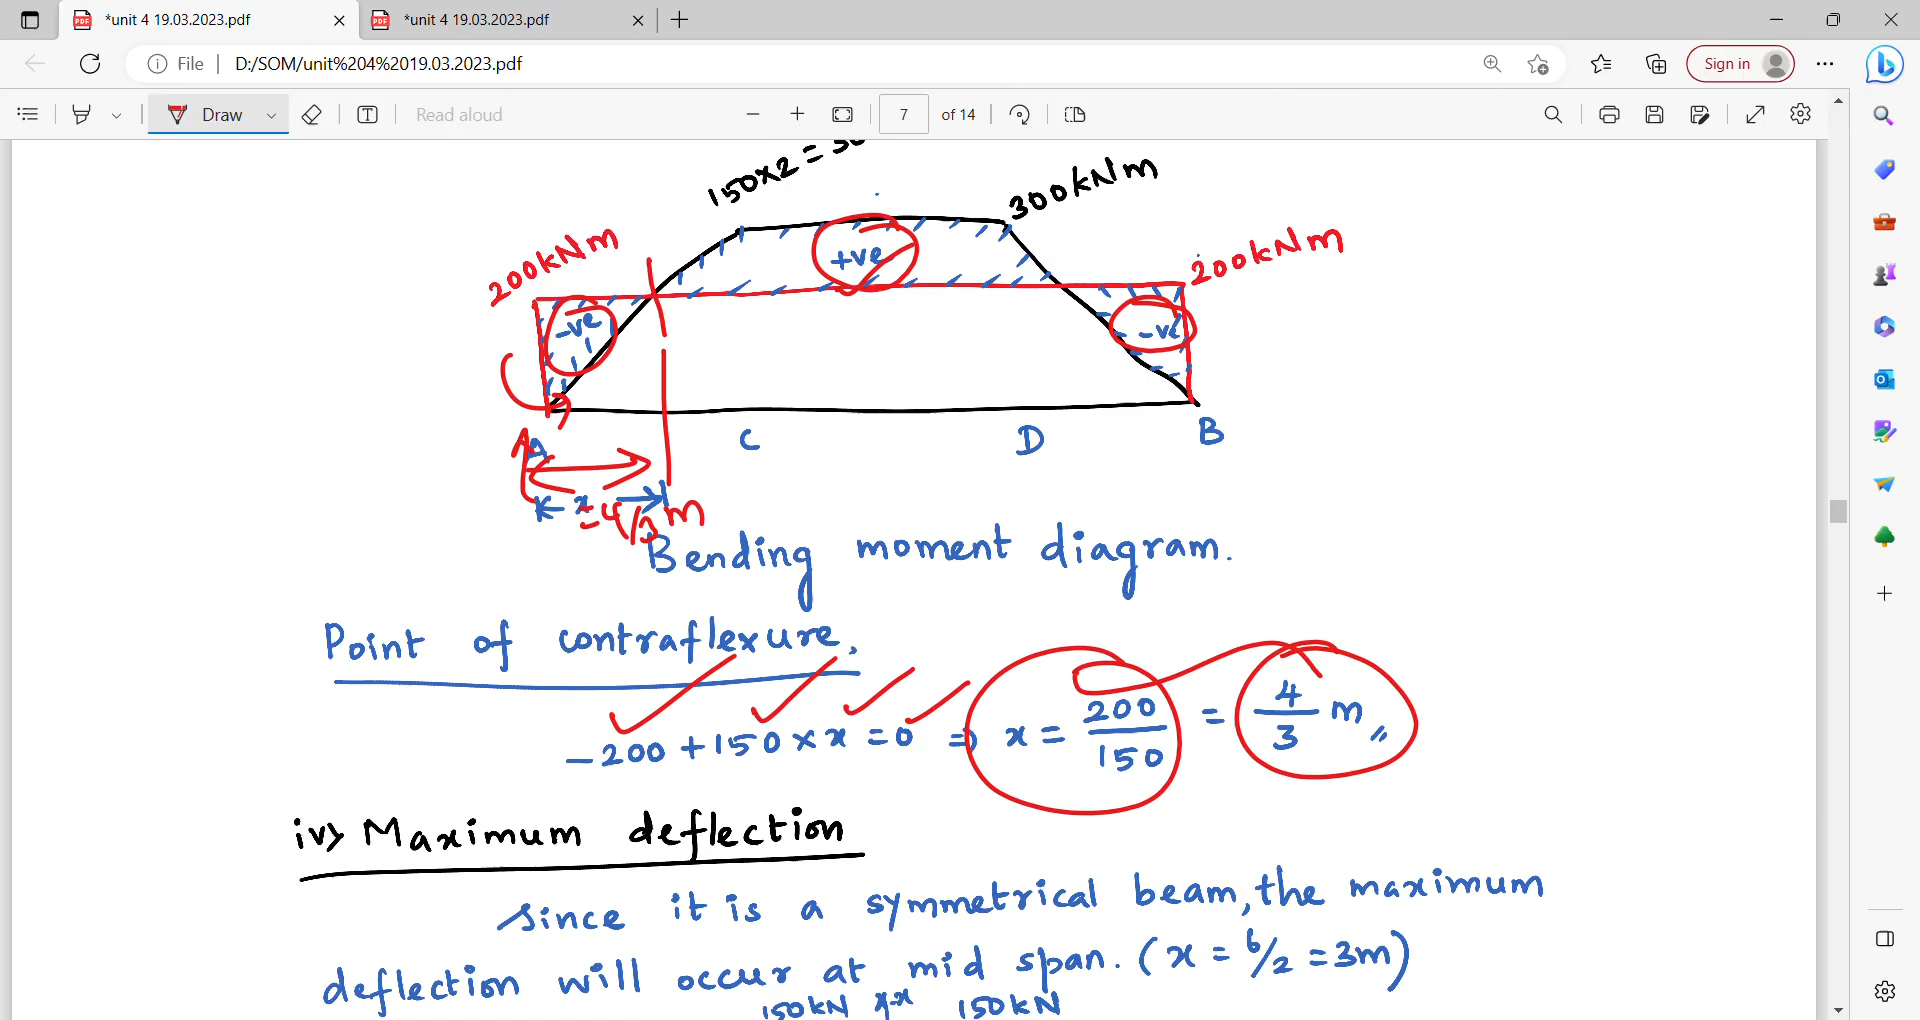 *unit 4 19.03.2023.pdf
*unit 4 19.03.2023.pdf
File
D:/SOM/unit%204%2019.03.2023.pdf
Sign in
Draw
Read aloud
7 of 14
150x2 =
300kNm
200kNm
+ve
200kNm
-ve
-ve
A
C
D
B
x
=4/3 m
Bending moment diagram.
Point of contraflexure,
-200 +150 × x = 0 ⇒ x = 200/150 = 4/3 m,,
iv) Maximum deflection
Since it is a symmetrical beam, the maximum
deflection will occur at mid span. (x = 6/2 = 3m)
150kN
150kN